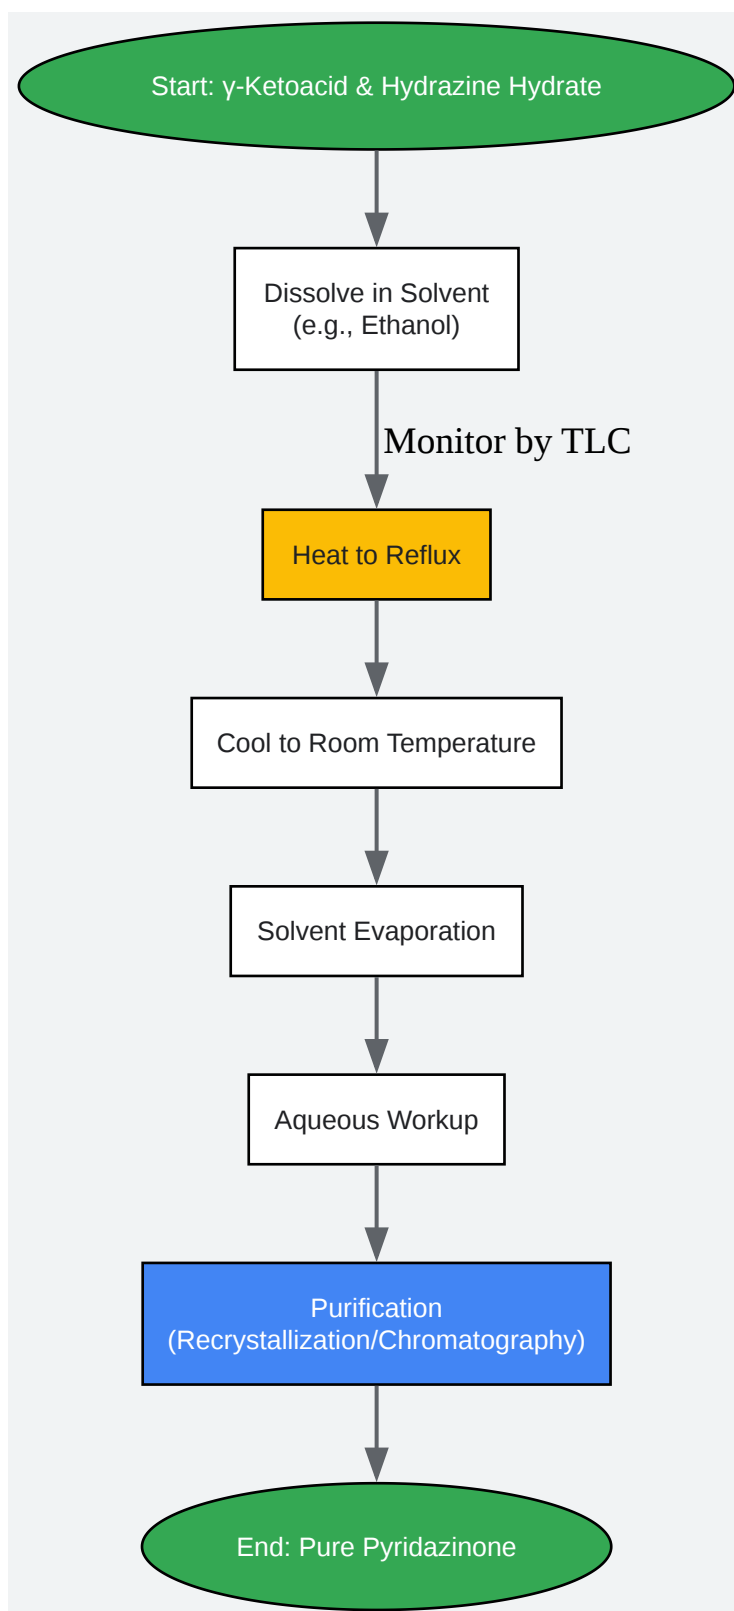 Start: γ-Ketoacid & Hydrazine Hydrate
Dissolve in Solvent
(e.g., Ethanol)
Monitor by TLC
Heat to Reflux
Cool to Room Temperature
Solvent Evaporation
Aqueous Workup
Purification
(Recrystallization/Chromatography)
End: Pure Pyridazinone